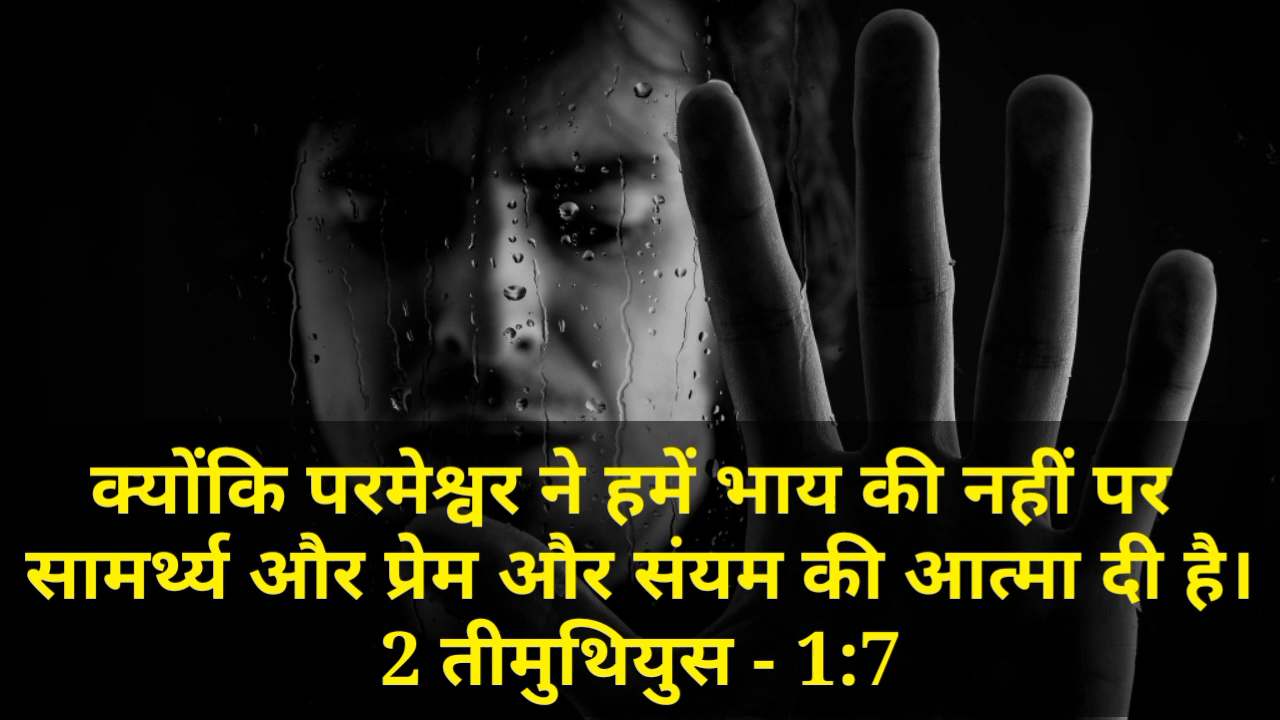 क्योंकि परमेश्वर ने हमें भाय की नहीं पर
सामर्थ्य और प्रेम और संयम की आत्मा दी है।
2 तीमुथियुस - 1:7